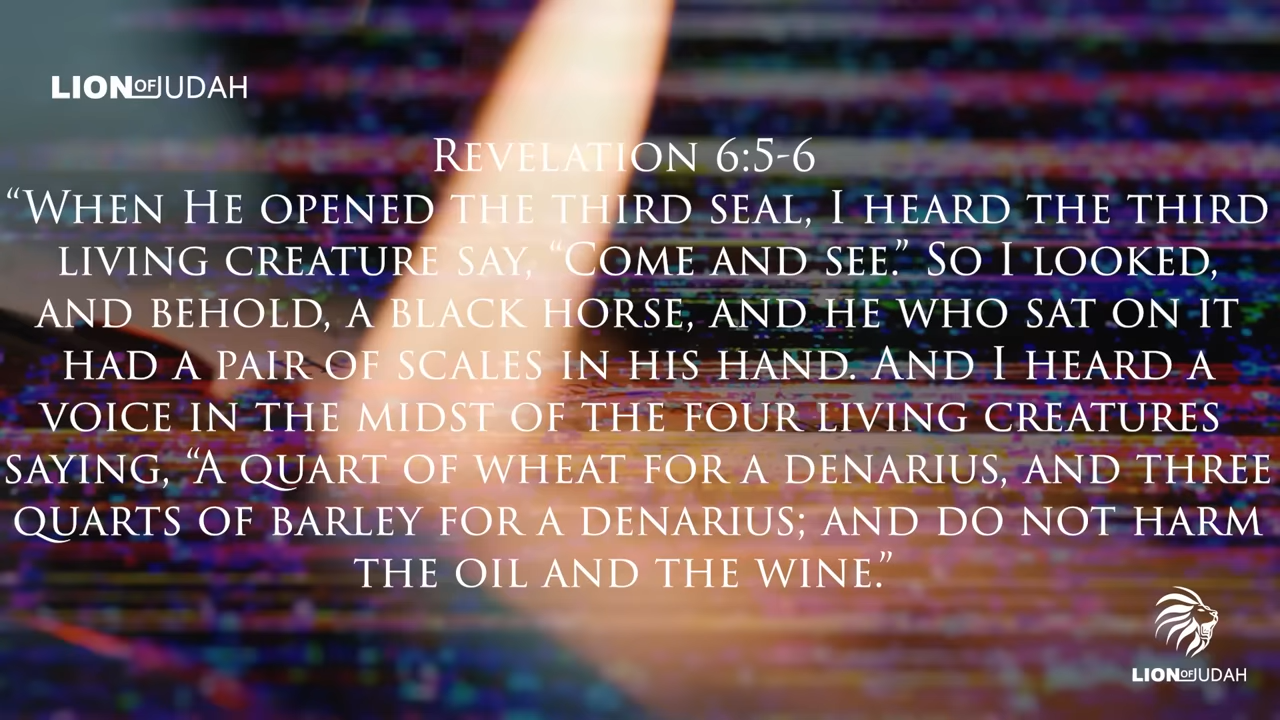 LION OF JUDAH
Revelation 6:5-6
“When He opened the third seal, I heard the third
living creature say, “Come and see.” So I looked,
and behold, a black horse, and he who sat on it
had a pair of scales in his hand. And I heard a
voice in the midst of the four living creatures
saying, “A quart of wheat for a denarius, and three
quarts of barley for a denarius; and do not harm
the oil and the wine.”
LION OF JUDAH